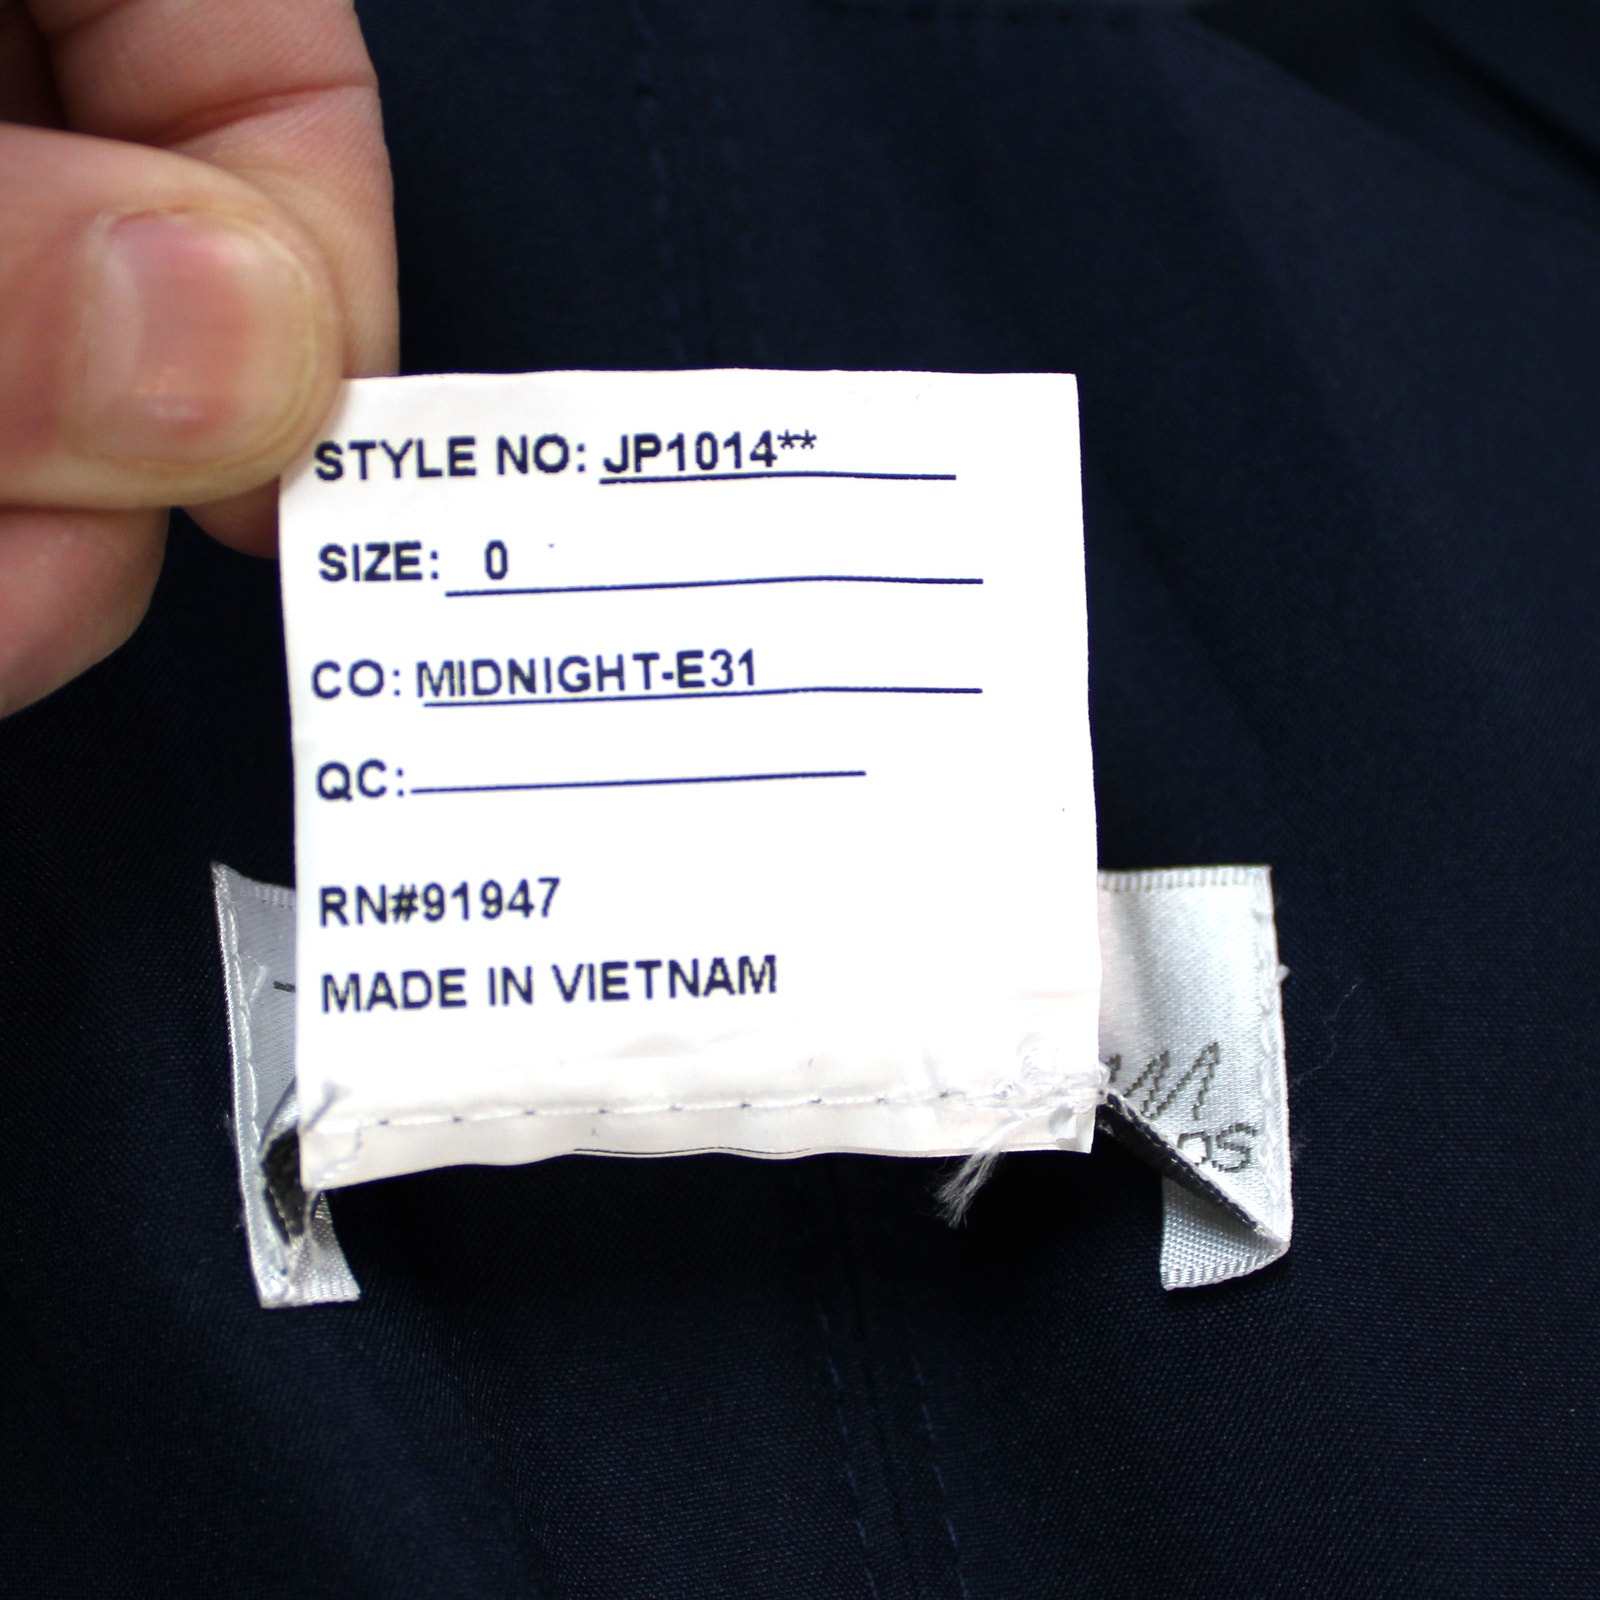 STYLE NO: JP1014**
SIZE: 0
CO: MIDNIGHT-E31
QC:
RN#91947
MADE IN VIETNAM